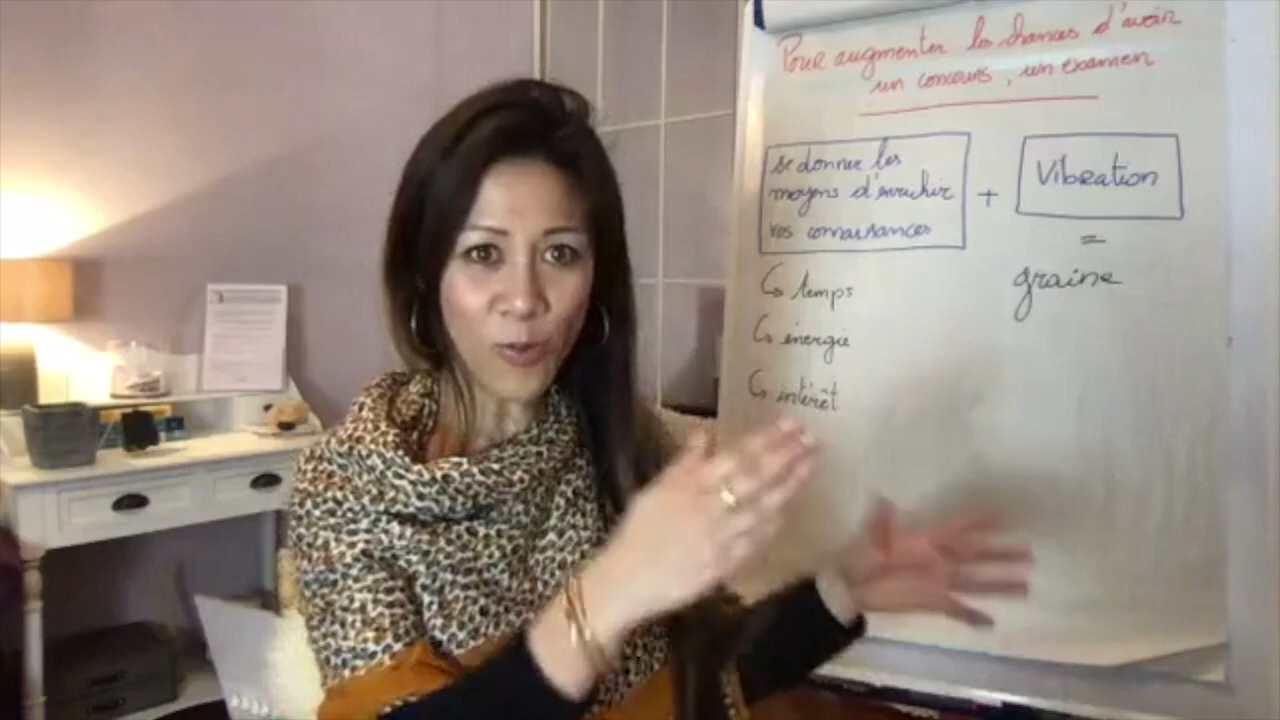 Pour augmenter les chances d'avoir
un concours, un examen
se donner les
moyens d'enrichir
vos connaissances
+
Vibration
=
graine
↳ temps
↳ énergie
↳ intérêt